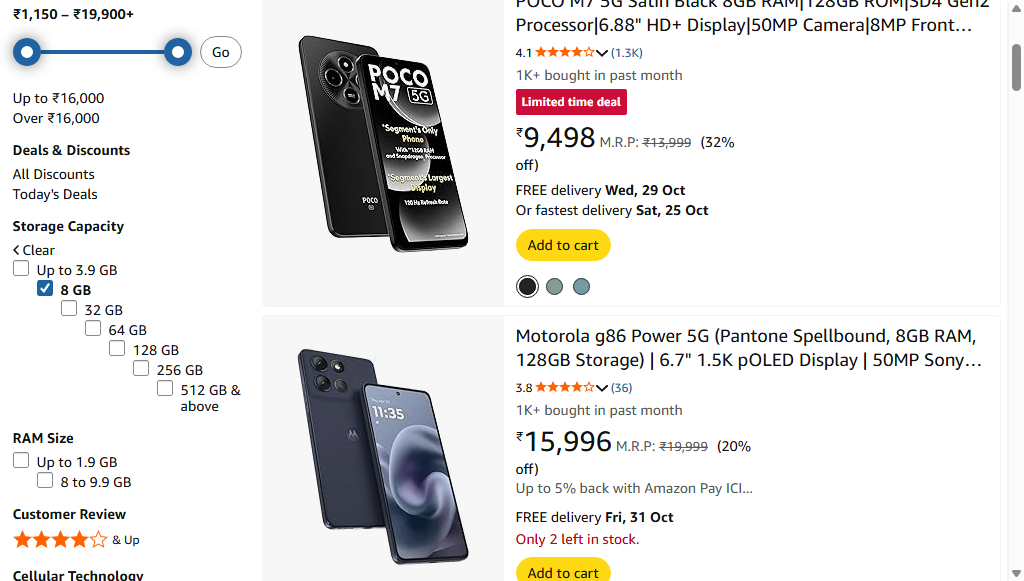 ₹1,150 – ₹19,900+
Go
Up to ₹16,000
Over ₹16,000
Deals & Discounts
All Discounts
Today's Deals
Storage Capacity
Clear
Up to 3.9 GB
8 GB
32 GB
64 GB
128 GB
256 GB
512 GB &
above
RAM Size
Up to 1.9 GB
8 to 9.9 GB
Customer Review
& Up
Cellular Technology
POCO
M7 5G
"Segment's Only
Phone
With "12GB RAM
and Snapdragon Processor
"Segment's Largest
Display
120 Hz Refresh Rate
POCO
POCO M7 5G Satin Black 8GB RAM|128GB ROM|SD4 Gen2
Processor|6.88" HD+ Display|50MP Camera|8MP Front...
4.1 (1.3K)
1K+ bought in past month
Limited time deal
₹9,498 M.R.P: ₹13,999 (32%
off)
FREE delivery Wed, 29 Oct
Or fastest delivery Sat, 25 Oct
Add to cart
11:35
Motorola g86 Power 5G (Pantone Spellbound, 8GB RAM,
128GB Storage) | 6.7" 1.5K pOLED Display | 50MP Sony...
3.8 (36)
1K+ bought in past month
₹15,996 M.R.P: ₹19,999 (20%
off)
Up to 5% back with Amazon Pay ICI...
FREE delivery Fri, 31 Oct
Only 2 left in stock.
Add to cart